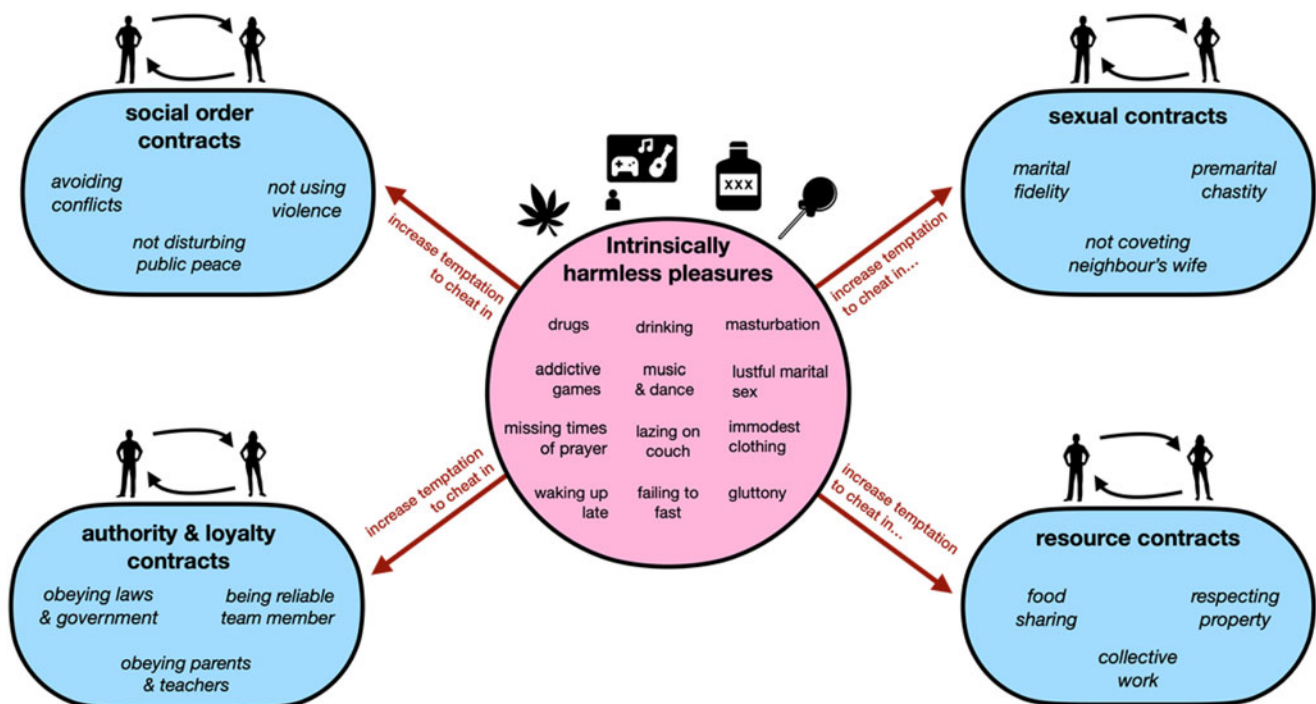 social order
contracts
avoiding
conflicts
not using
violence
not disturbing
public peace
increase temptation
to cheat in
sexual contracts
marital
fidelity
premarital
chastity
not coveting
neighbour's wife
increase temptation
to cheat in...
XXX
Intrinsically
harmless pleasures
drugs
drinking
masturbation
addictive
games
music
& dance
lustful marital
sex
missing times
of prayer
lazing on
couch
immodest
clothing
waking up
late
failing to
fast
gluttony
increase temptation
to cheat in
authority & loyalty
contracts
obeying laws
& government
being reliable
team member
obeying parents
& teachers
increase temptation
to cheat in...
resource contracts
food
sharing
respecting
property
collective
work